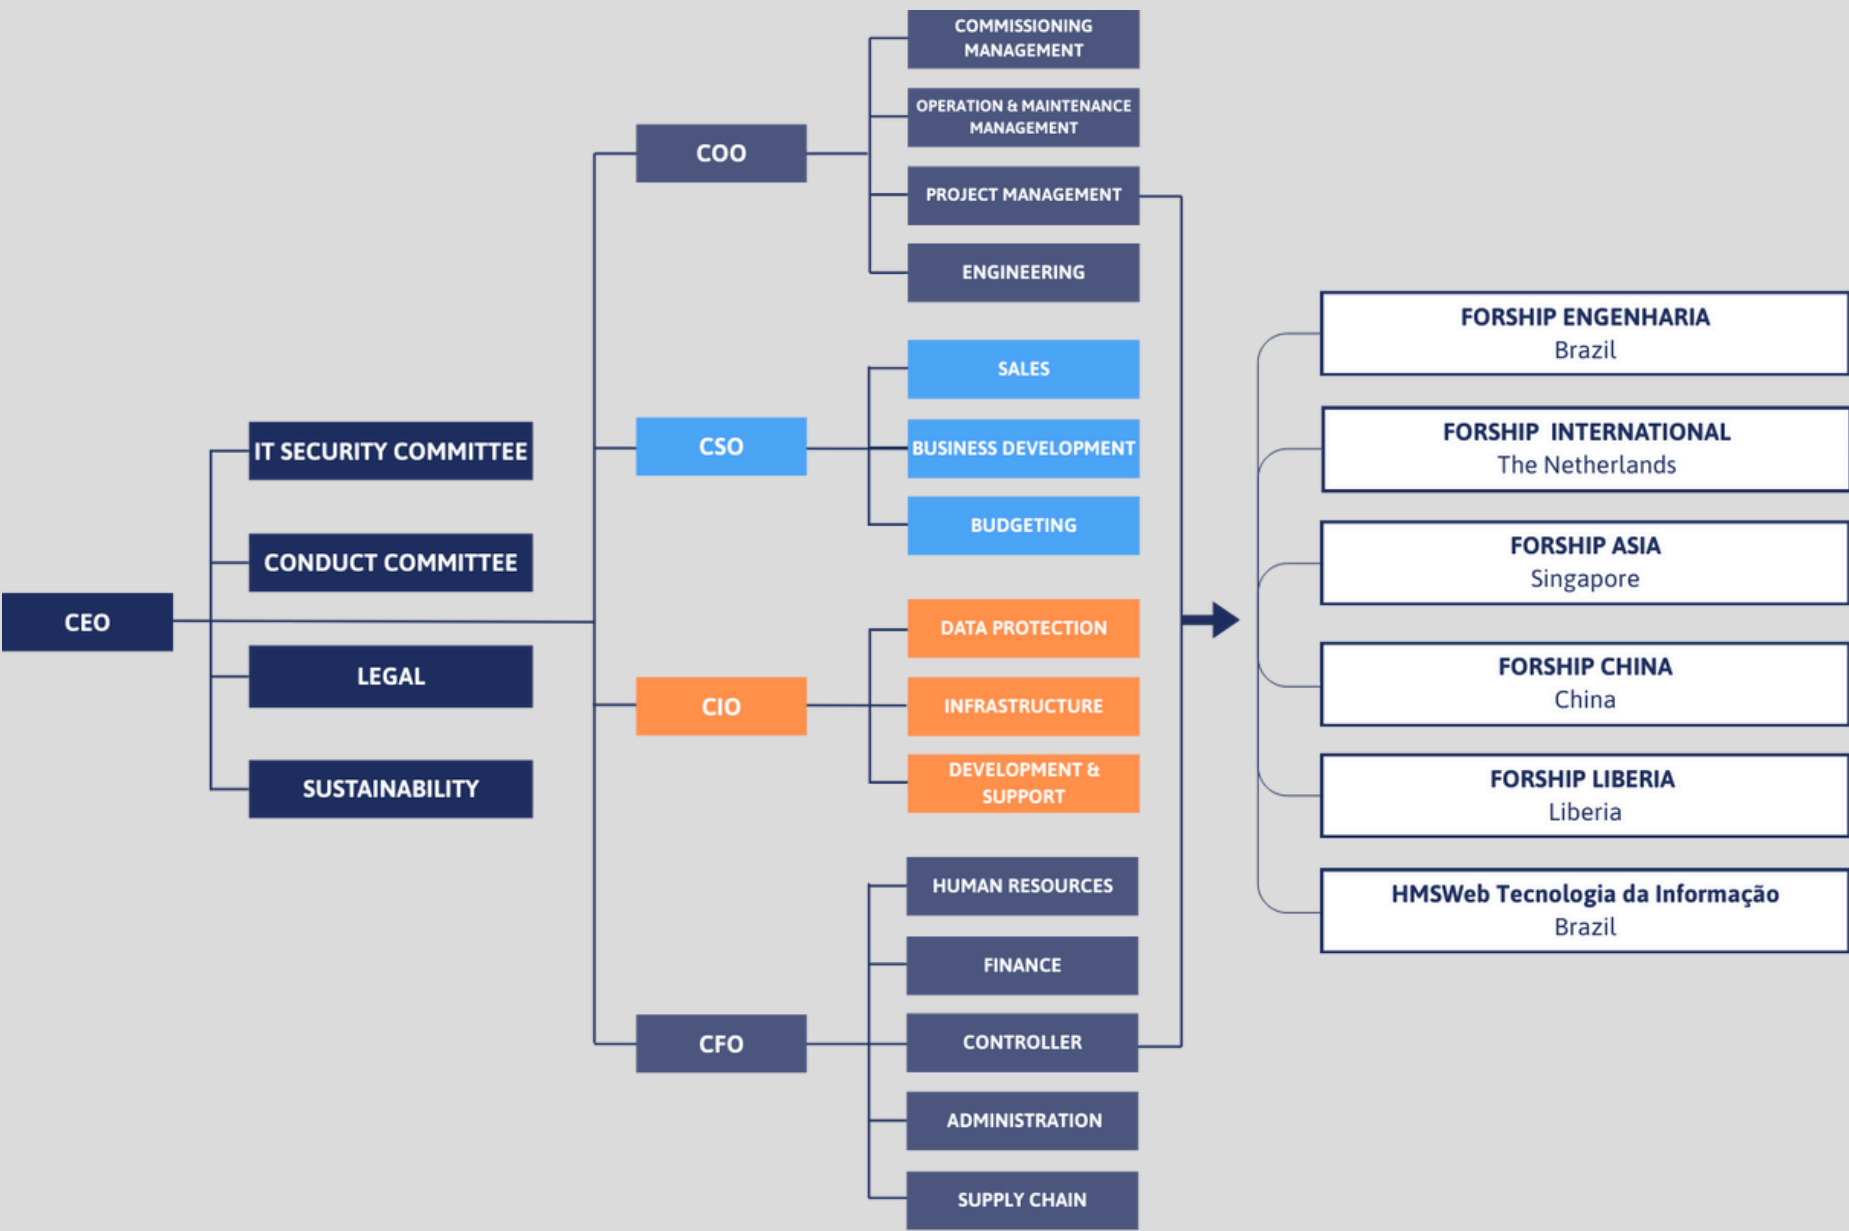 CEO
IT SECURITY COMMITTEE
CONDUCT COMMITTEE
LEGAL
SUSTAINABILITY
COO
COMMISSIONING
MANAGEMENT
OPERATION & MAINTENANCE
MANAGEMENT
PROJECT MANAGEMENT
ENGINEERING
CSO
SALES
BUSINESS DEVELOPMENT
BUDGETING
CIO
DATA PROTECTION
INFRASTRUCTURE
DEVELOPMENT &
SUPPORT
CFO
HUMAN RESOURCES
FINANCE
CONTROLLER
ADMINISTRATION
SUPPLY CHAIN
FORSHIP ENGENHARIA
Brazil
FORSHIP INTERNATIONAL
The Netherlands
FORSHIP ASIA
Singapore
FORSHIP CHINA
China
FORSHIP LIBERIA
Liberia
HMSWeb Tecnologia da Informação
Brazil